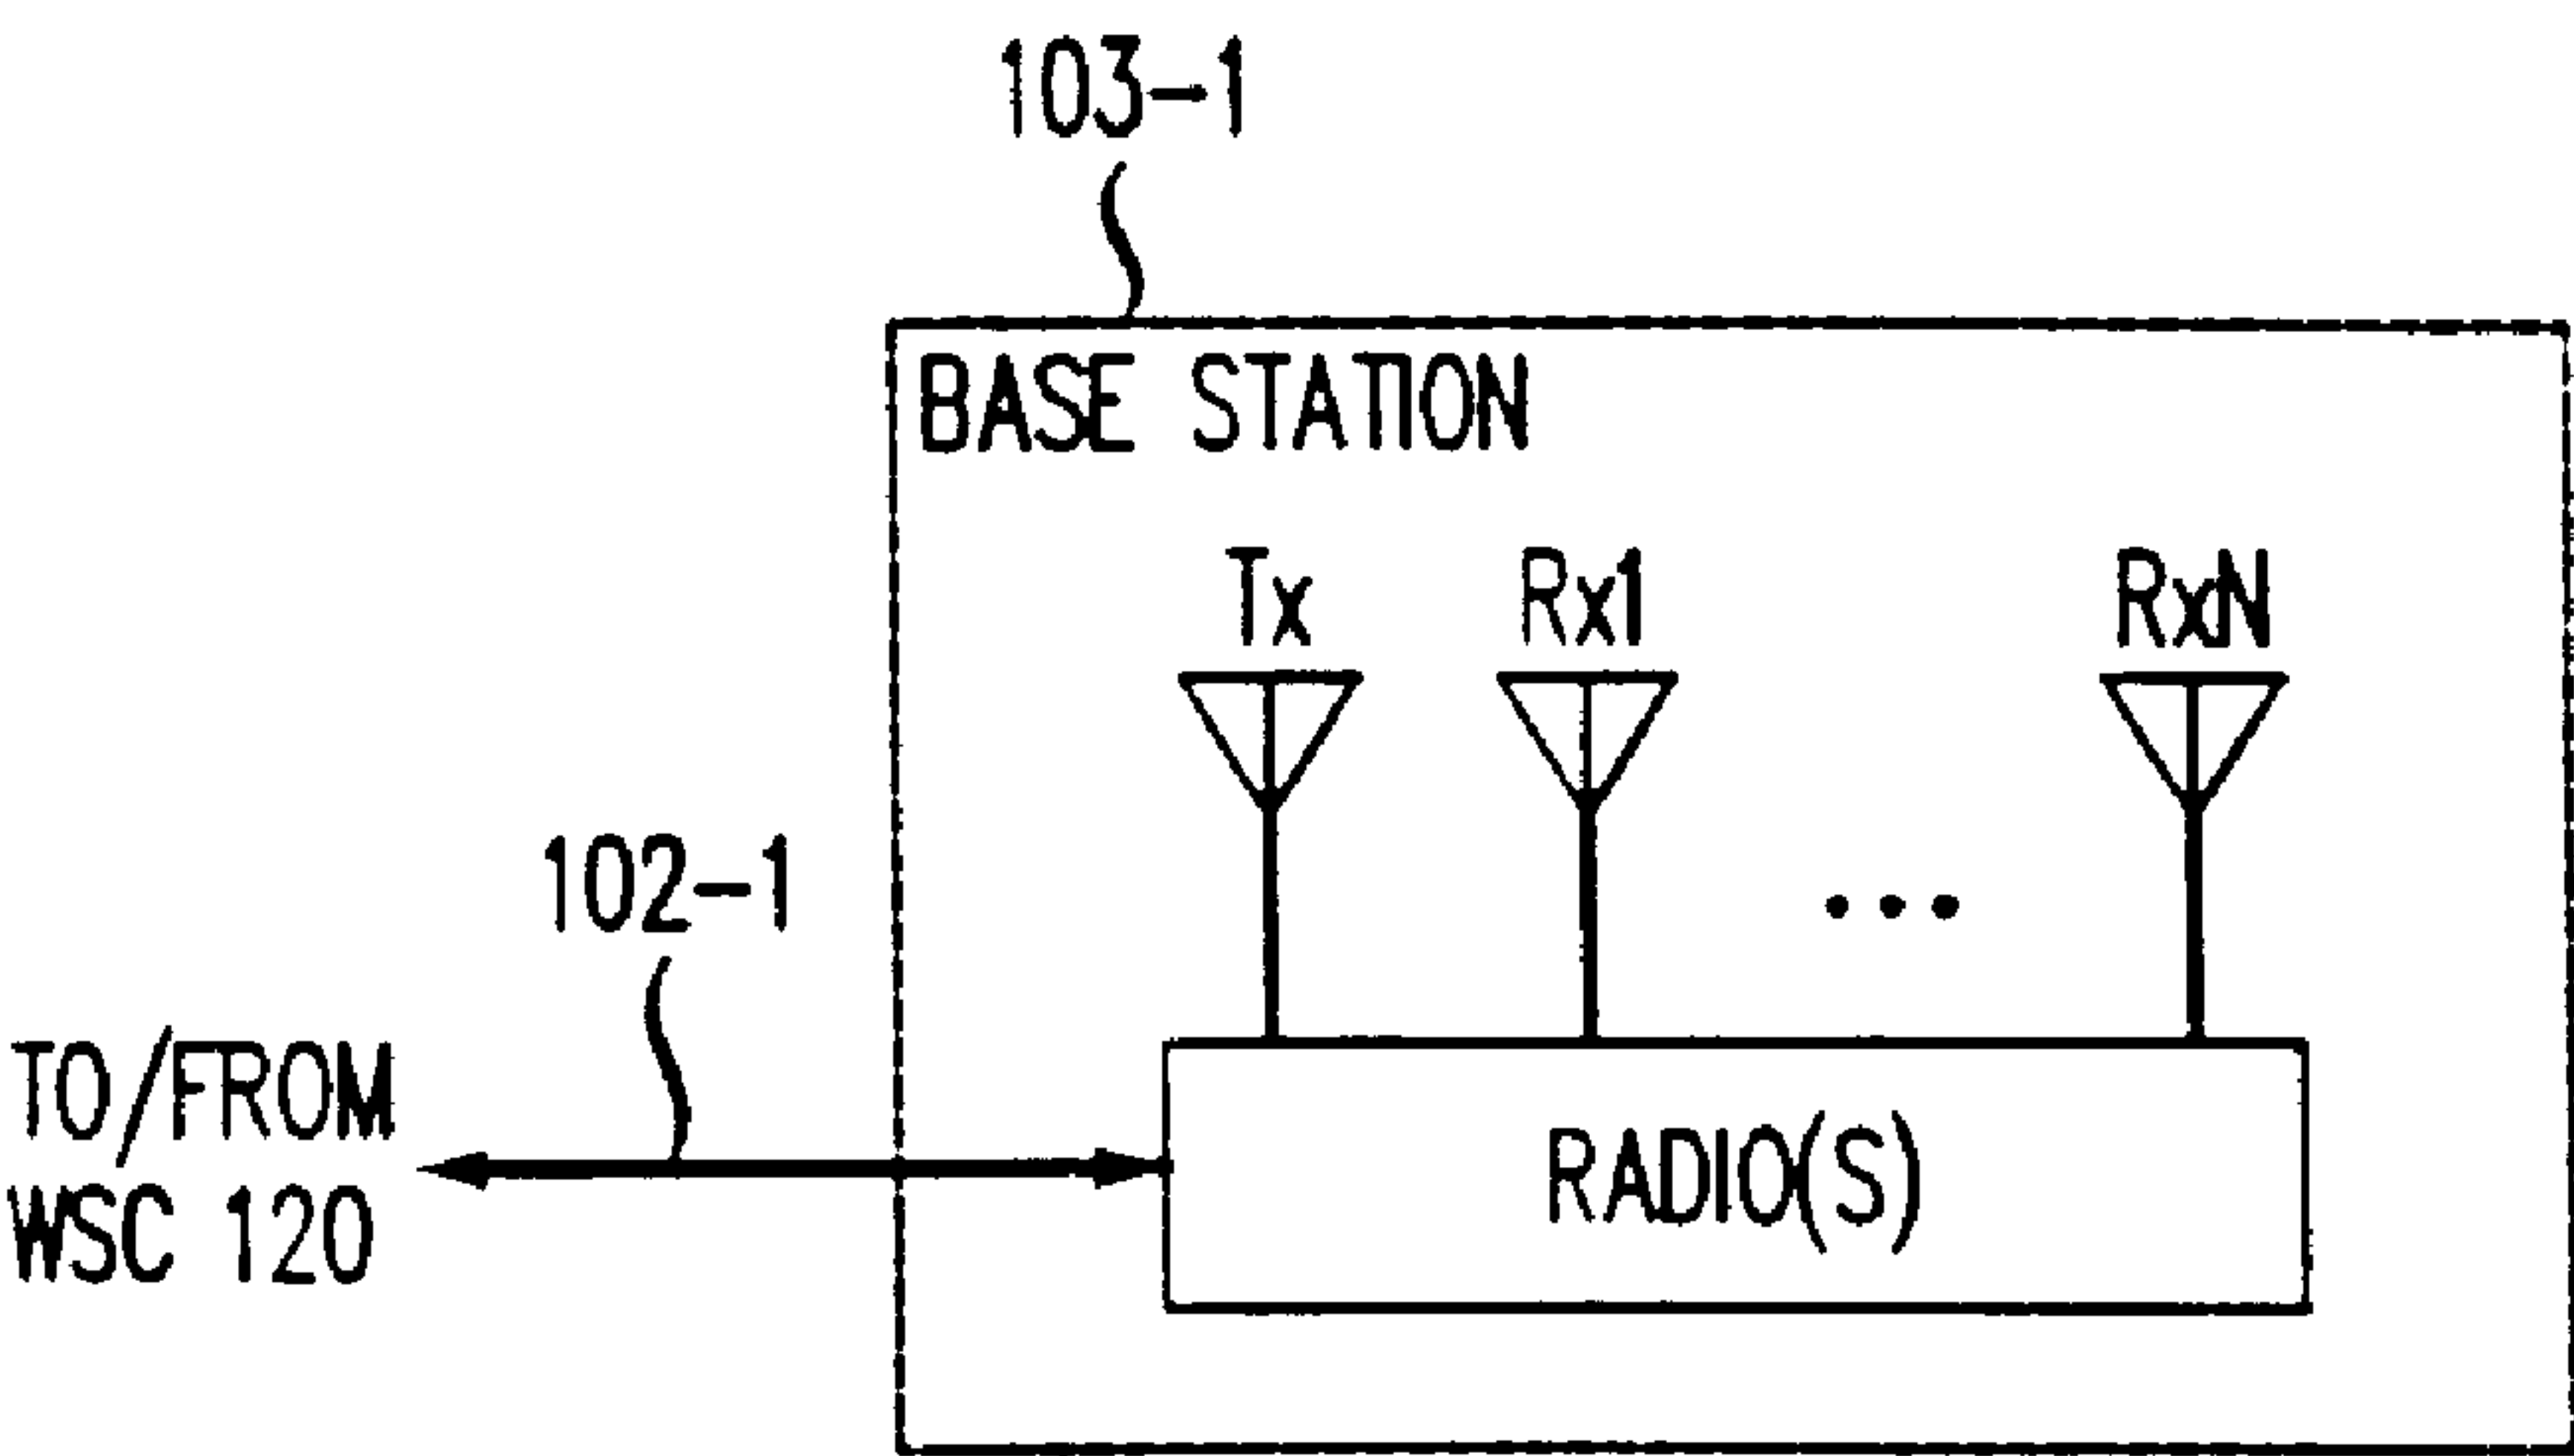 103-1
BASE STATION
Tx
Rx1
RxN
102-1
TO/FROM
WSC 120
RADIO(S)